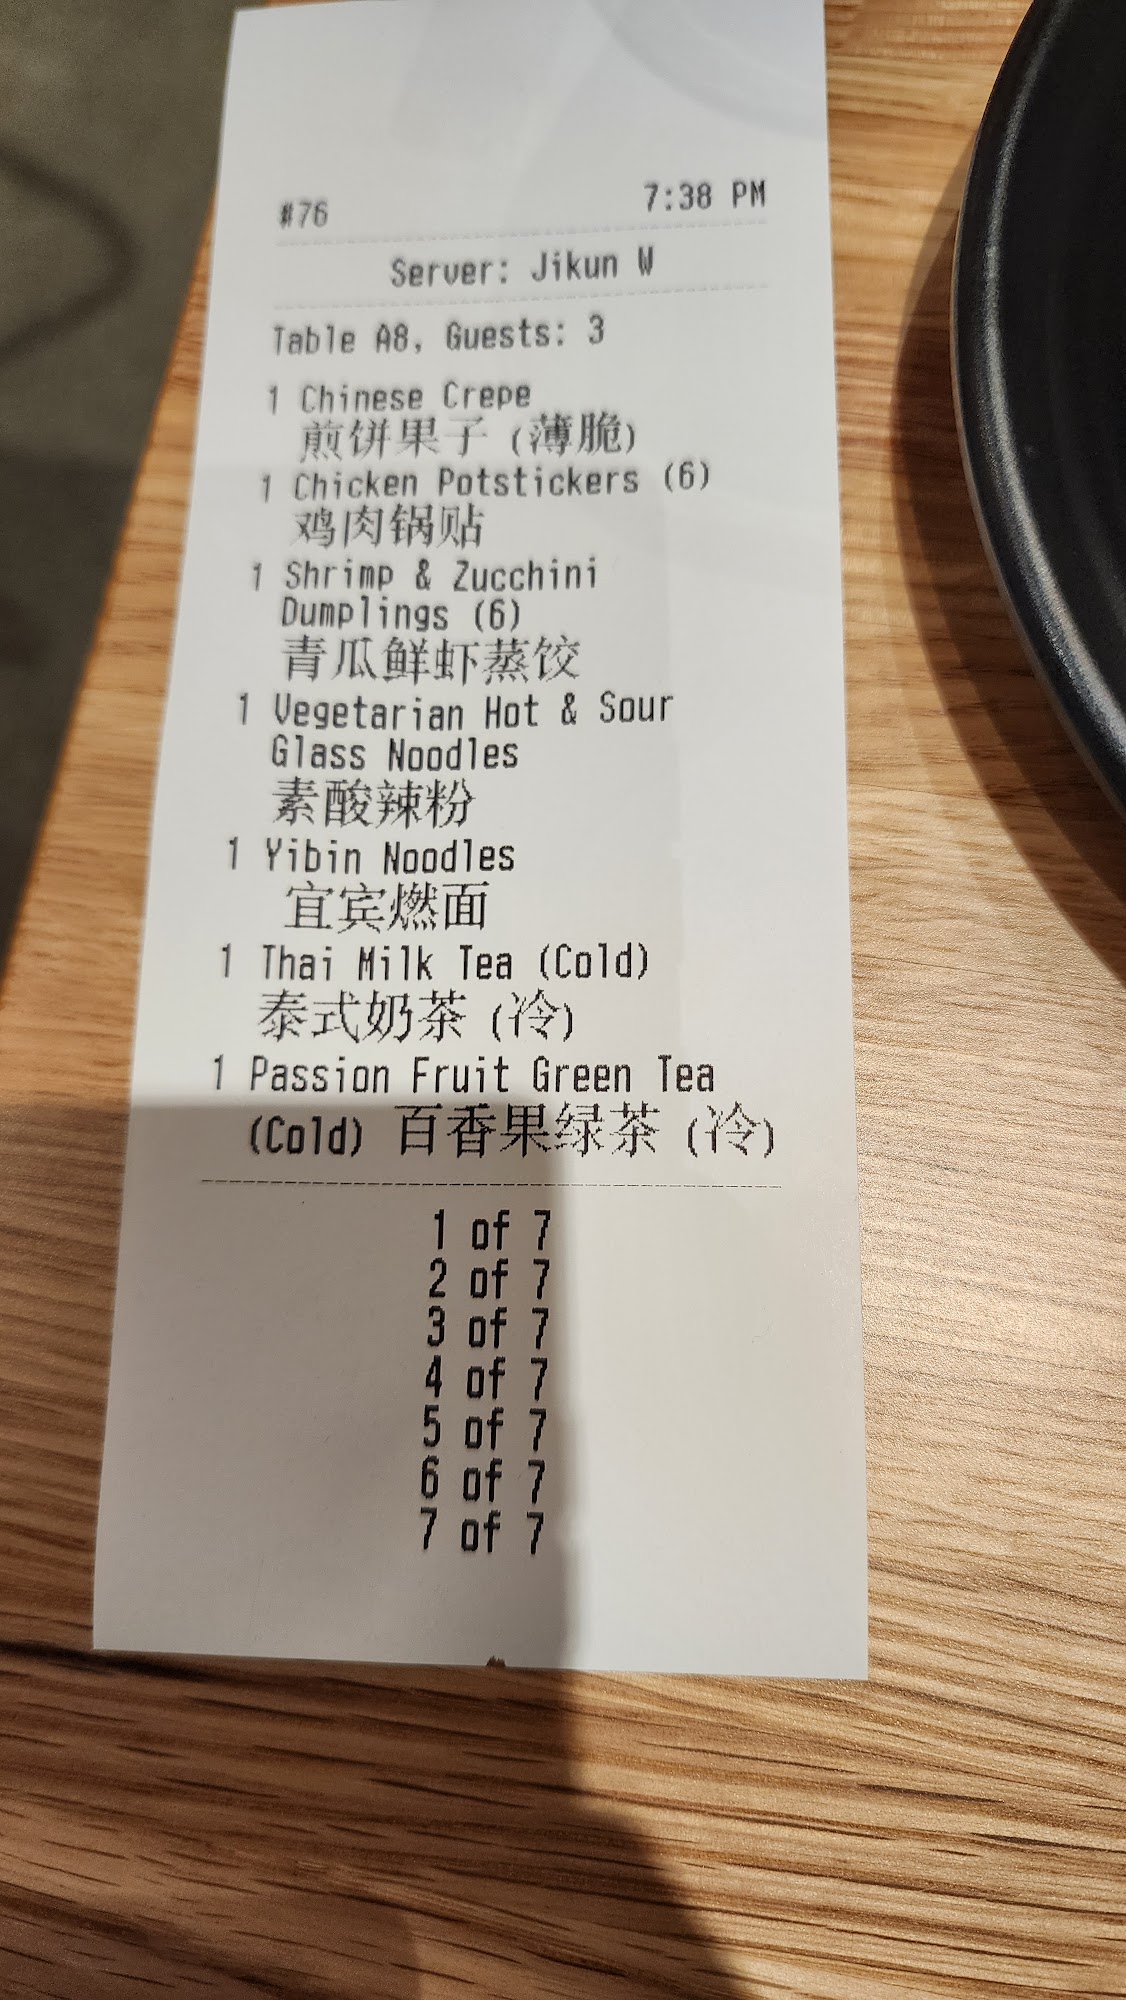 #76 7:38 PM
Server: Jikun W
Table A8, Guests: 3
1 Chinese Crepe
煎饼果子 (薄脆)
1 Chicken Potstickers (6)
鸡肉锅贴
1 Shrimp & Zucchini
Dumplings (6)
青瓜鲜虾蒸饺
1 Vegetarian Hot & Sour
Glass Noodles
素酸辣粉
1 Yibin Noodles
宜宾燃面
1 Thai Milk Tea (Cold)
泰式奶茶 (冷)
1 Passion Fruit Green Tea
(Cold) 百香果绿茶 (冷)
1 of 7
2 of 7
3 of 7
4 of 7
5 of 7
6 of 7
7 of 7